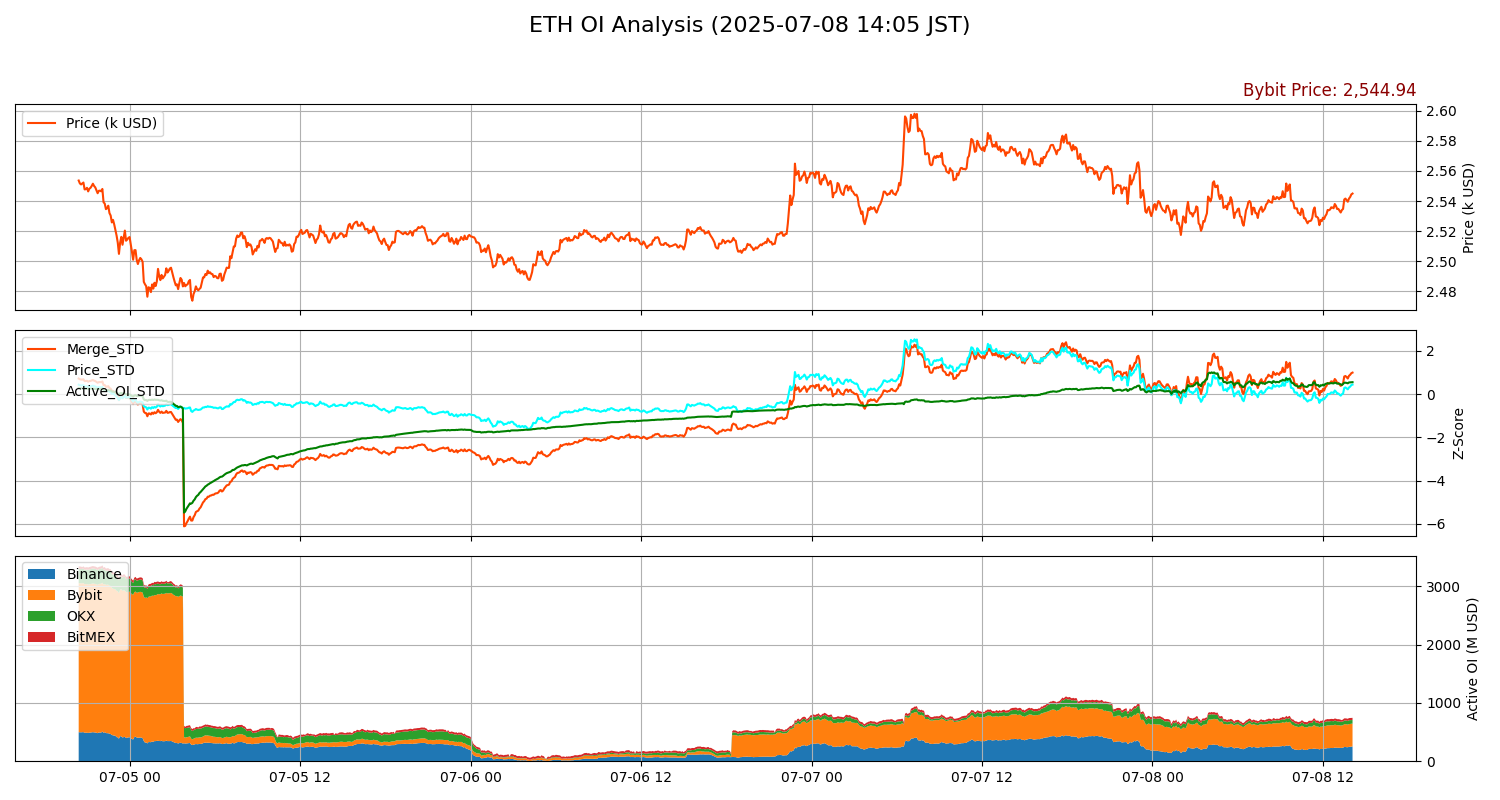 ETH OI Analysis (2025-07-08 14:05 JST)
Bybit Price: 2,544.94
Price (k USD)
2.60
2.58
2.56
2.54
2.52
2.50
2.48
Price (k USD)
Merge_STD
Price_STD
Active_OI_STD
2
0
−2
−4
−6
Z-Score
Binance
Bybit
OKX
BitMEX
3000
2000
1000
0
Active OI (M USD)
07-05 00
07-05 12
07-06 00
07-06 12
07-07 00
07-07 12
07-08 00
07-08 12